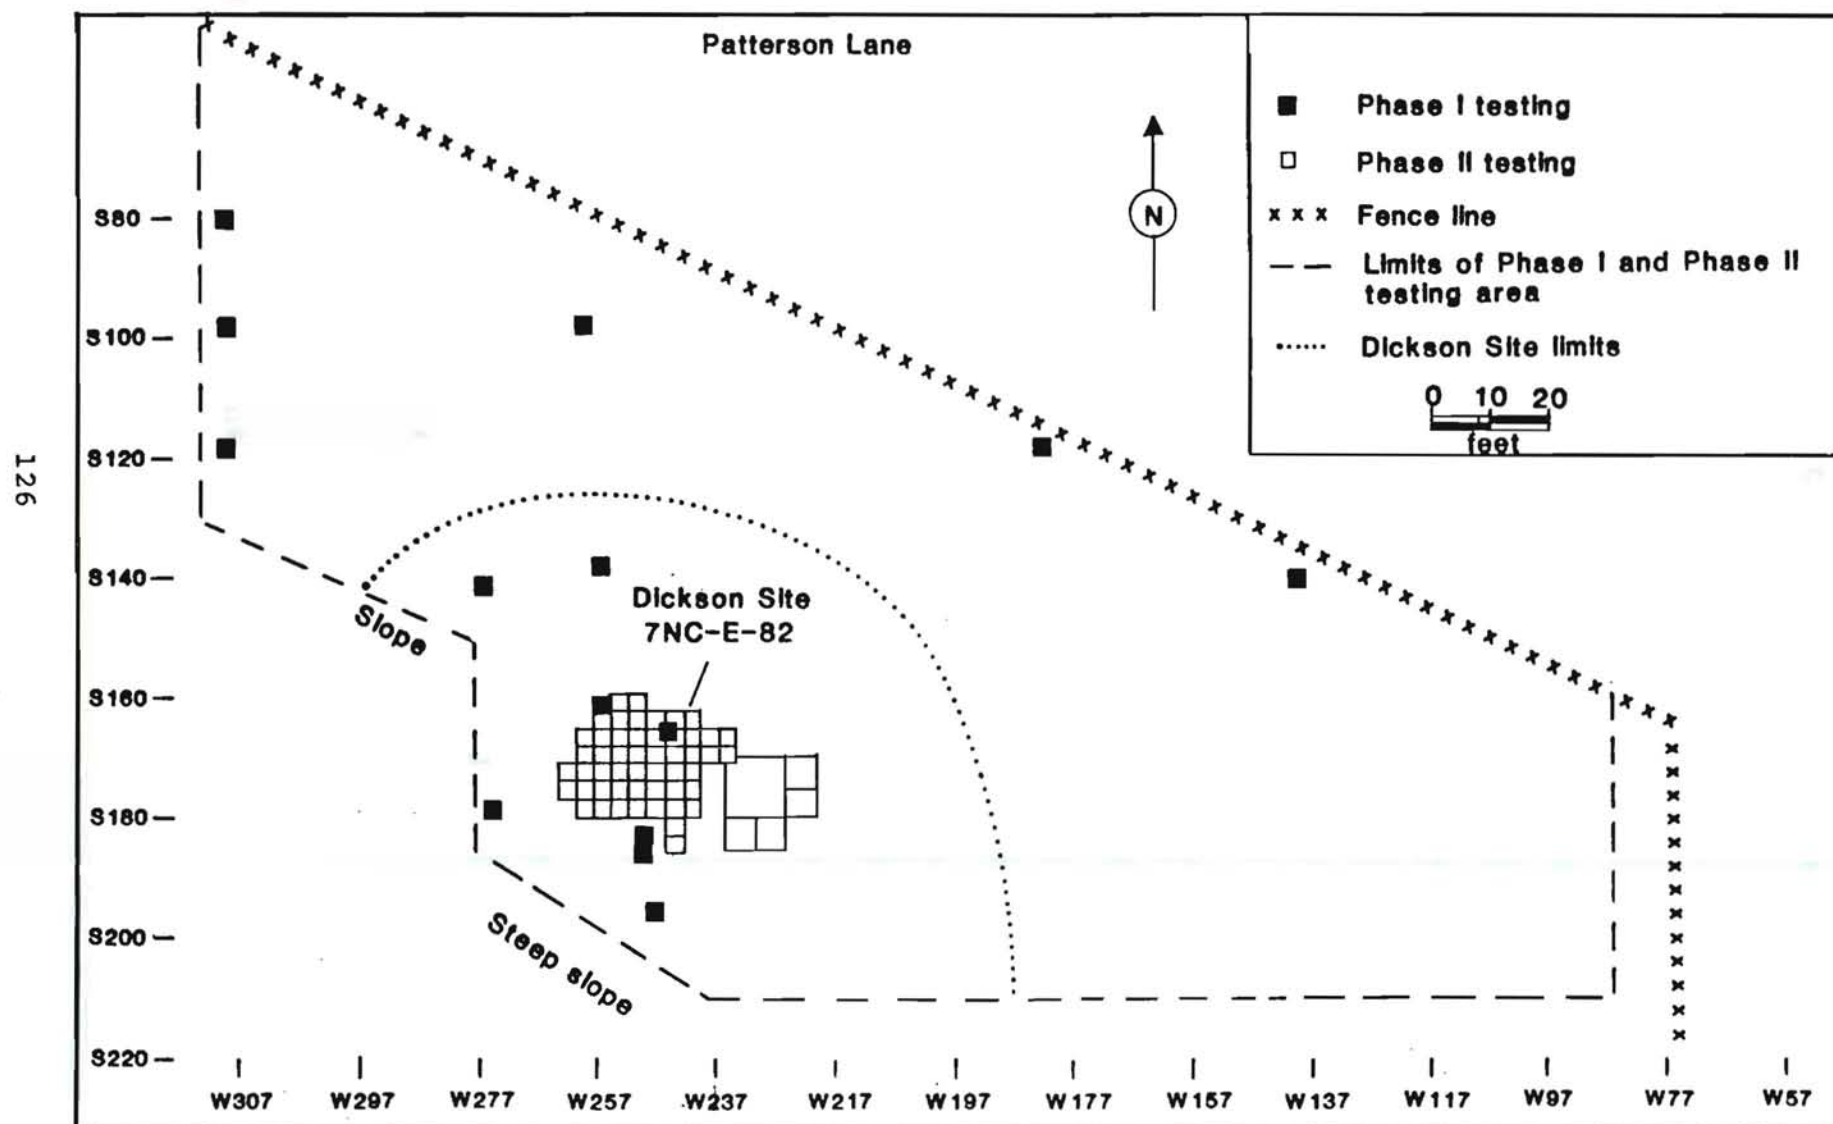 Patterson Lane
Phase I testing
Phase II testing
Fence line
Limits of Phase I and Phase II
testing area
Dickson Site limits
0 10 20
feet
N
S80
S100
S120
S140
S160
S180
S200
S220
126
Dickson Site
7NC-E-82
Slope
Steep slope
W307 W297 W277 W257 W237 W217 W197 W177 W157 W137 W117 W97 W77 W57